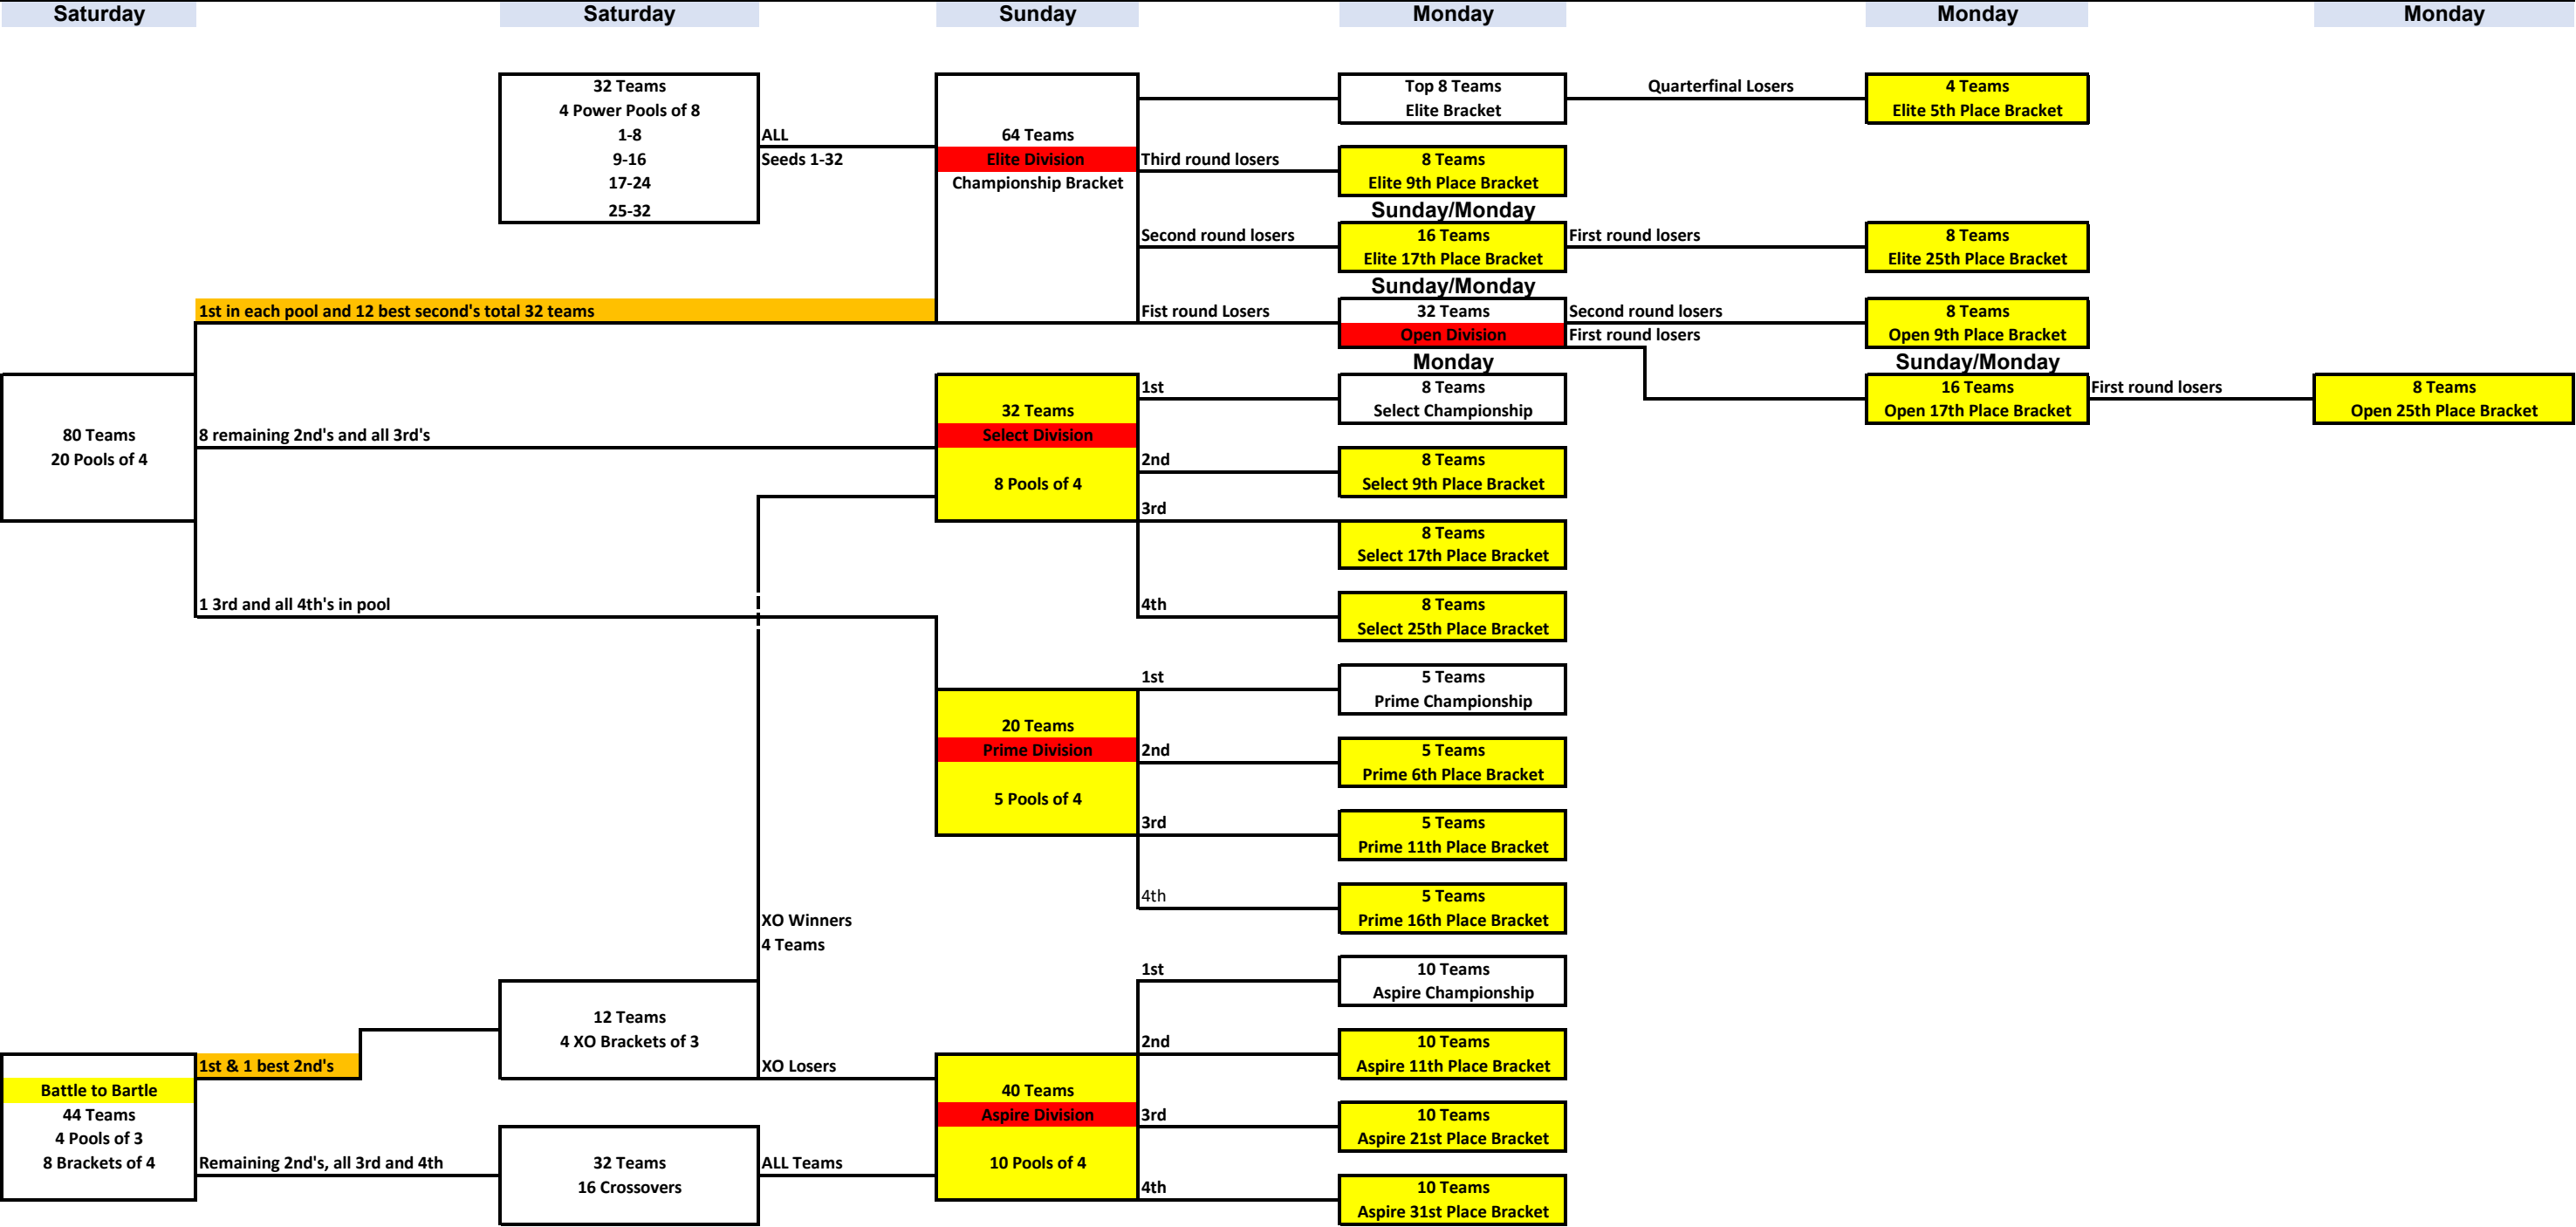 Saturday
Saturday
Sunday
Monday
Monday
Monday
32 Teams
4 Power Pools of 8
1-8
9-16
17-24
25-32
ALL
Seeds 1-32
64 Teams
Elite Division
Championship Bracket
Top 8 Teams
Elite Bracket
Quarterfinal Losers
4 Teams
Elite 5th Place Bracket
Third round losers
8 Teams
Elite 9th Place Bracket
Sunday/Monday
Second round losers
16 Teams
Elite 17th Place Bracket
First round losers
8 Teams
Elite 25th Place Bracket
Sunday/Monday
1st in each pool and 12 best second's total 32 teams
Fist round Losers
32 Teams
Open Division
Second round losers
First round losers
8 Teams
Open 9th Place Bracket
Monday
Sunday/Monday
16 Teams
Open 17th Place Bracket
First round losers
8 Teams
Open 25th Place Bracket
80 Teams
20 Pools of 4
8 remaining 2nd's and all 3rd's
32 Teams
Select Division
8 Pools of 4
1st
8 Teams
Select Championship
2nd
8 Teams
Select 9th Place Bracket
3rd
8 Teams
Select 17th Place Bracket
4th
8 Teams
Select 25th Place Bracket
1 3rd and all 4th's in pool
20 Teams
Prime Division
5 Pools of 4
1st
5 Teams
Prime Championship
2nd
5 Teams
Prime 6th Place Bracket
3rd
5 Teams
Prime 11th Place Bracket
4th
5 Teams
Prime 16th Place Bracket
XO Winners
4 Teams
12 Teams
4 XO Brackets of 3
XO Losers
1st & 1 best 2nd's
Battle to Bartle
44 Teams
4 Pools of 3
8 Brackets of 4
Remaining 2nd's, all 3rd and 4th
32 Teams
16 Crossovers
ALL Teams
40 Teams
Aspire Division
10 Pools of 4
1st
10 Teams
Aspire Championship
2nd
10 Teams
Aspire 11th Place Bracket
3rd
10 Teams
Aspire 21st Place Bracket
4th
10 Teams
Aspire 31st Place Bracket